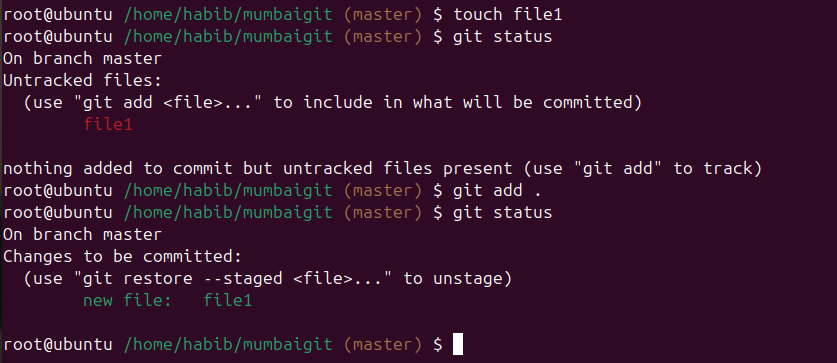 root@ubuntu /home/habib/mumbaigit (master) $ touch file1
root@ubuntu /home/habib/mumbaigit (master) $ git status
On branch master
Untracked files:
  (use "git add <file>..." to include in what will be committed)
        file1

nothing added to commit but untracked files present (use "git add" to track)
root@ubuntu /home/habib/mumbaigit (master) $ git add .
root@ubuntu /home/habib/mumbaigit (master) $ git status
On branch master
Changes to be committed:
  (use "git restore --staged <file>..." to unstage)
        new file:   file1

root@ubuntu /home/habib/mumbaigit (master) $